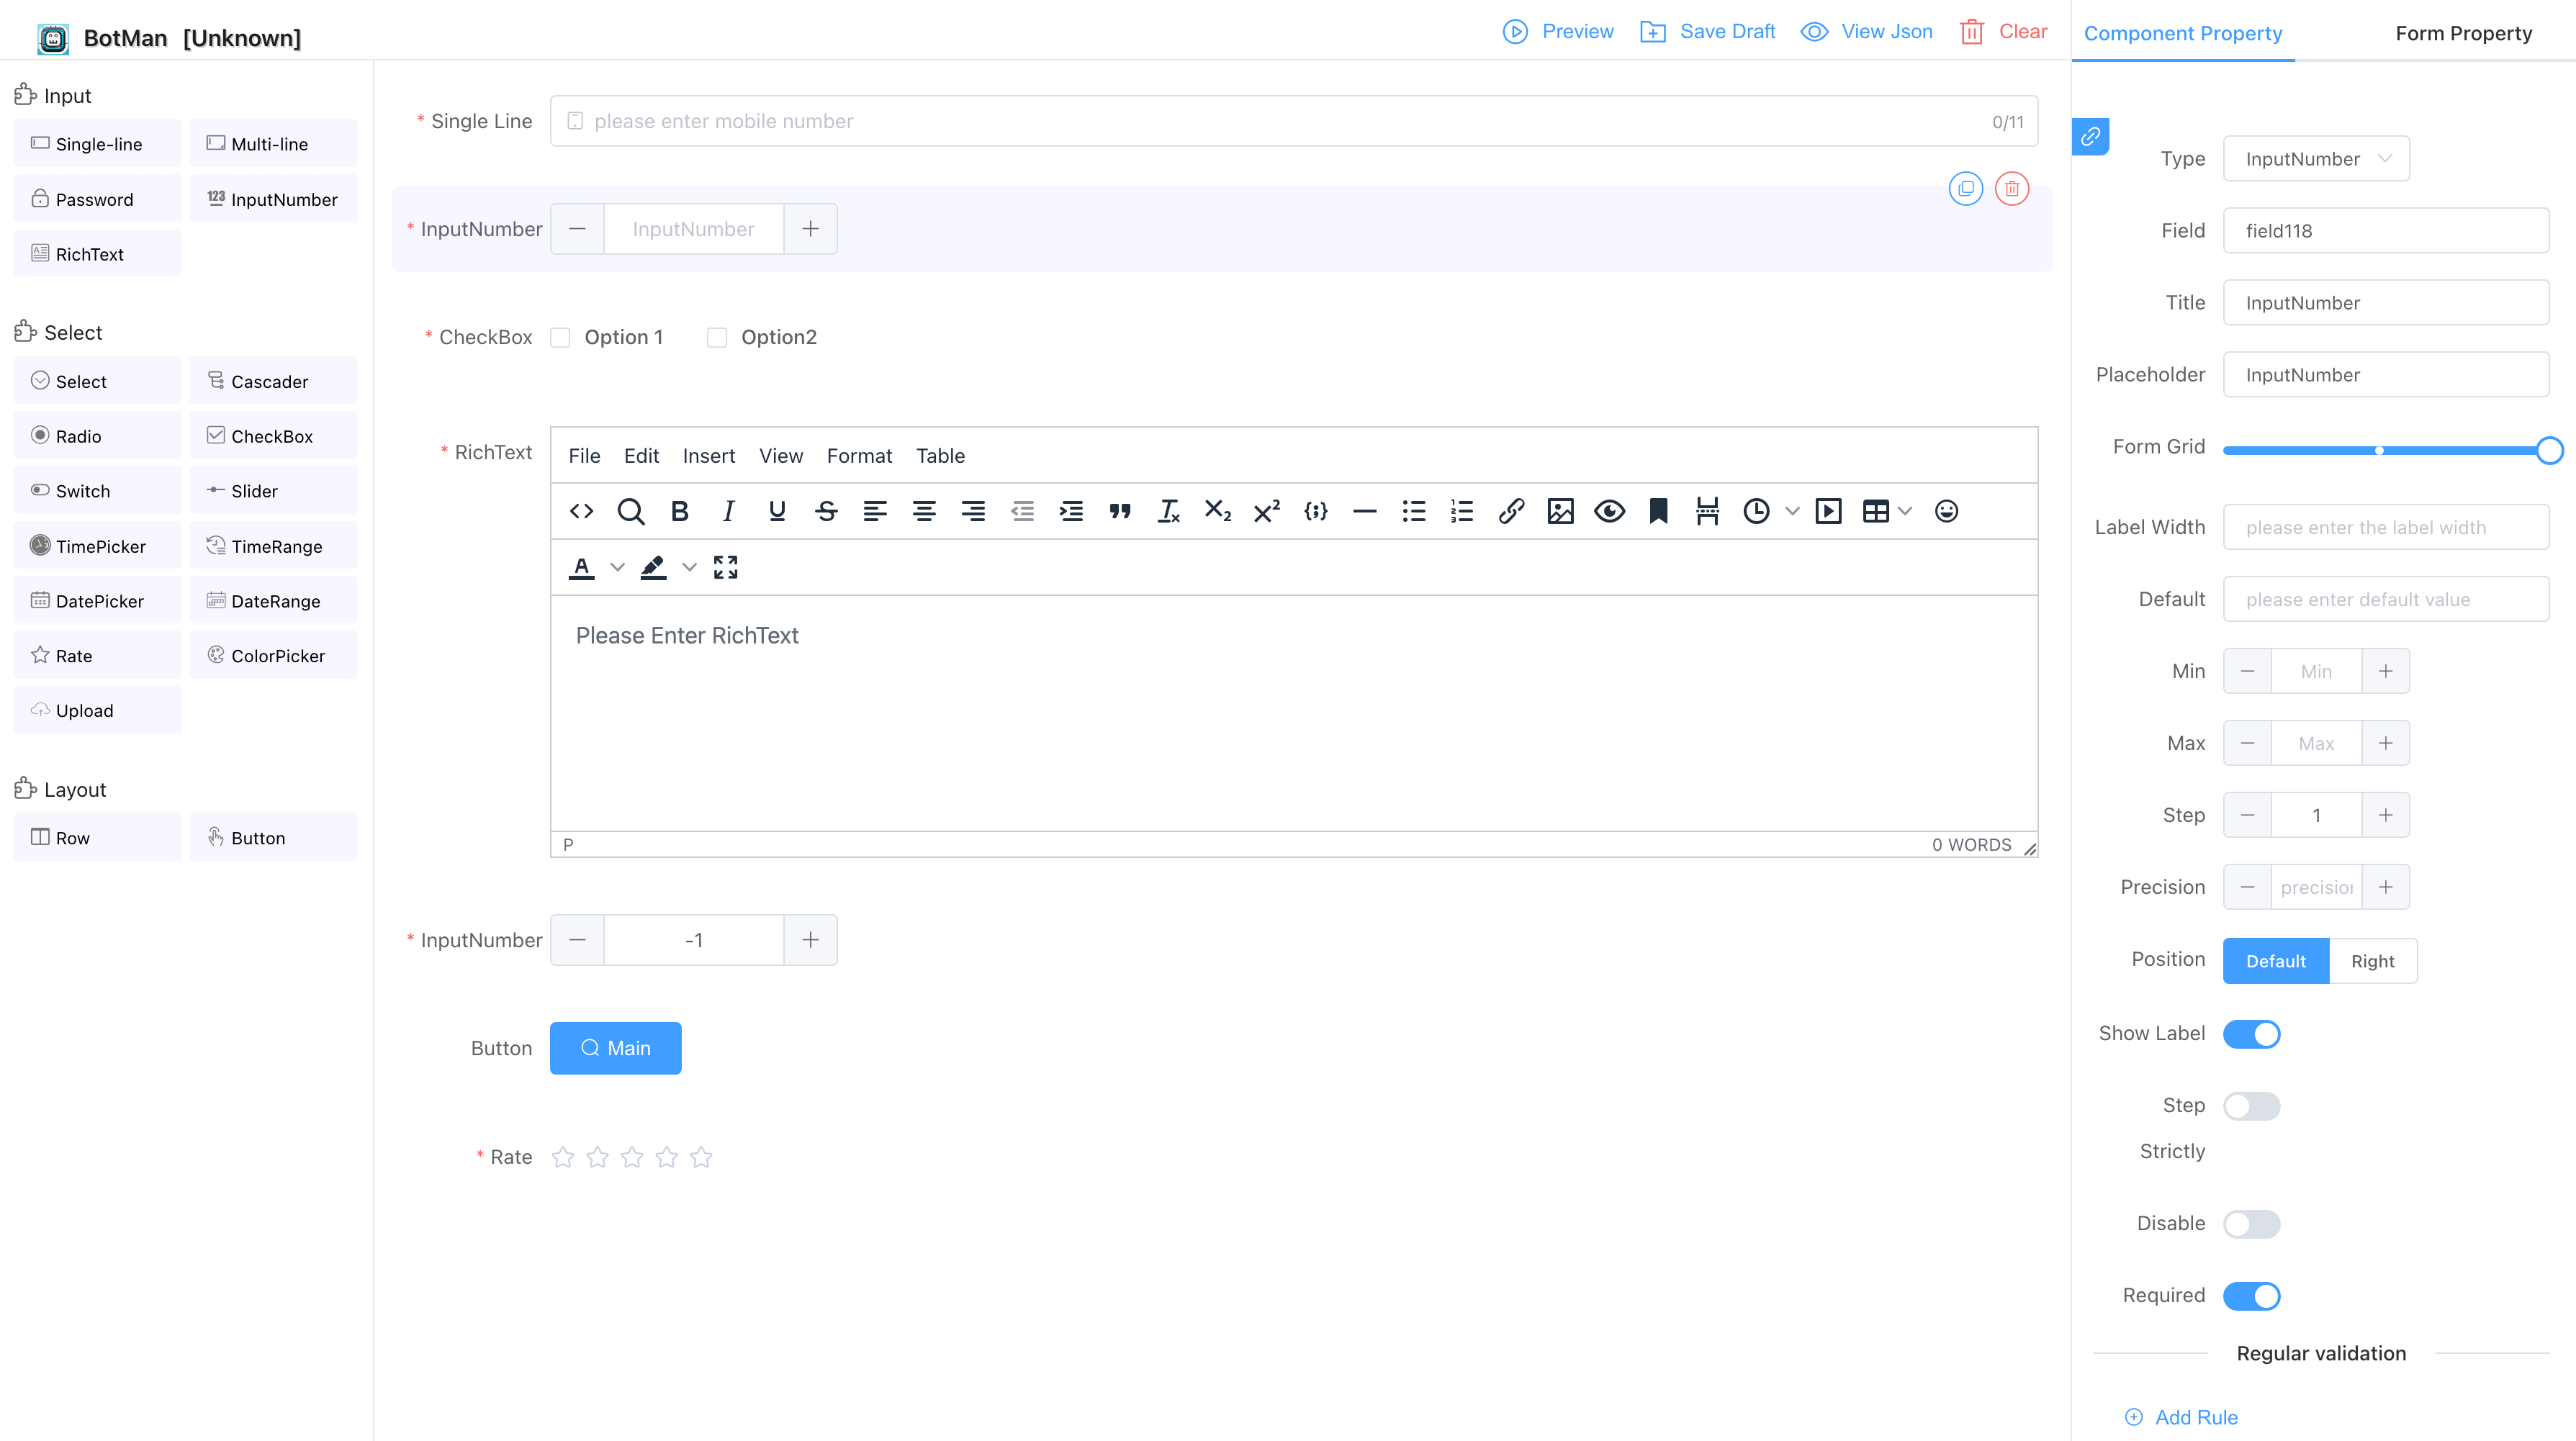 BotMan [Unknown]
Preview Save Draft View Json Clear
Component Property Form Property
Input
Single-line Multi-line
Password 123 InputNumber
RichText
Select
Select Cascader
Radio CheckBox
Switch Slider
TimePicker TimeRange
DatePicker DateRange
Rate ColorPicker
Upload
Layout
Row Button
* Single Line please enter mobile number 0/11
* InputNumber InputNumber
* CheckBox Option 1 Option2
* RichText File Edit Insert View Format Table
Please Enter RichText
P 0 WORDS
* InputNumber -1
Button Main
* Rate
Type InputNumber
Field field118
Title InputNumber
Placeholder InputNumber
Form Grid
Label Width please enter the label width
Default please enter default value
Min Min
Max Max
Step 1
Precision precision
Position Default Right
Show Label
Step
Strictly
Disable
Required
Regular validation
Add Rule